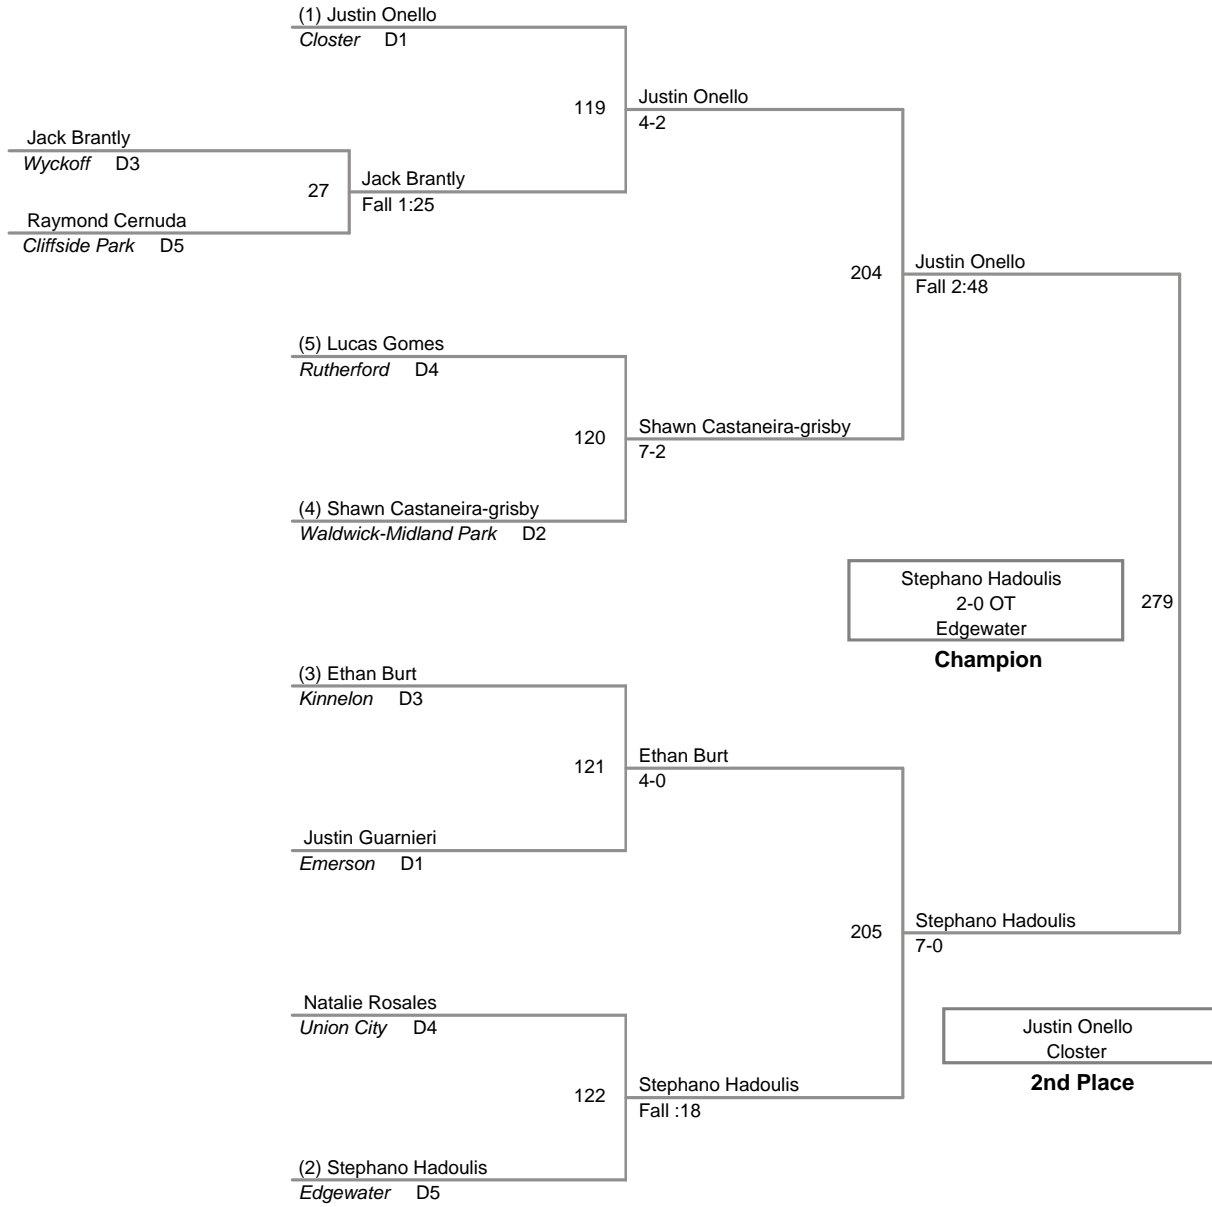 (1) Justin Onello
Closter D1
119
Justin Onello
4-2
Jack Brantly
Wyckoff D3
27
Jack Brantly
Fall 1:25
Raymond Cernuda
Cliffside Park D5
204
Justin Onello
Fall 2:48
(5) Lucas Gomes
Rutherford D4
120
Shawn Castaneira-grisby
7-2
(4) Shawn Castaneira-grisby
Waldwick-Midland Park D2
Stephano Hadoulis
2-0 OT
Edgewater
Champion
279
(3) Ethan Burt
Kinnelon D3
121
Ethan Burt
4-0
Justin Guarnieri
Emerson D1
205
Stephano Hadoulis
7-0
Natalie Rosales
Union City D4
122
Stephano Hadoulis
Fall :18
(2) Stephano Hadoulis
Edgewater D5
Justin Onello
Closter
2nd Place